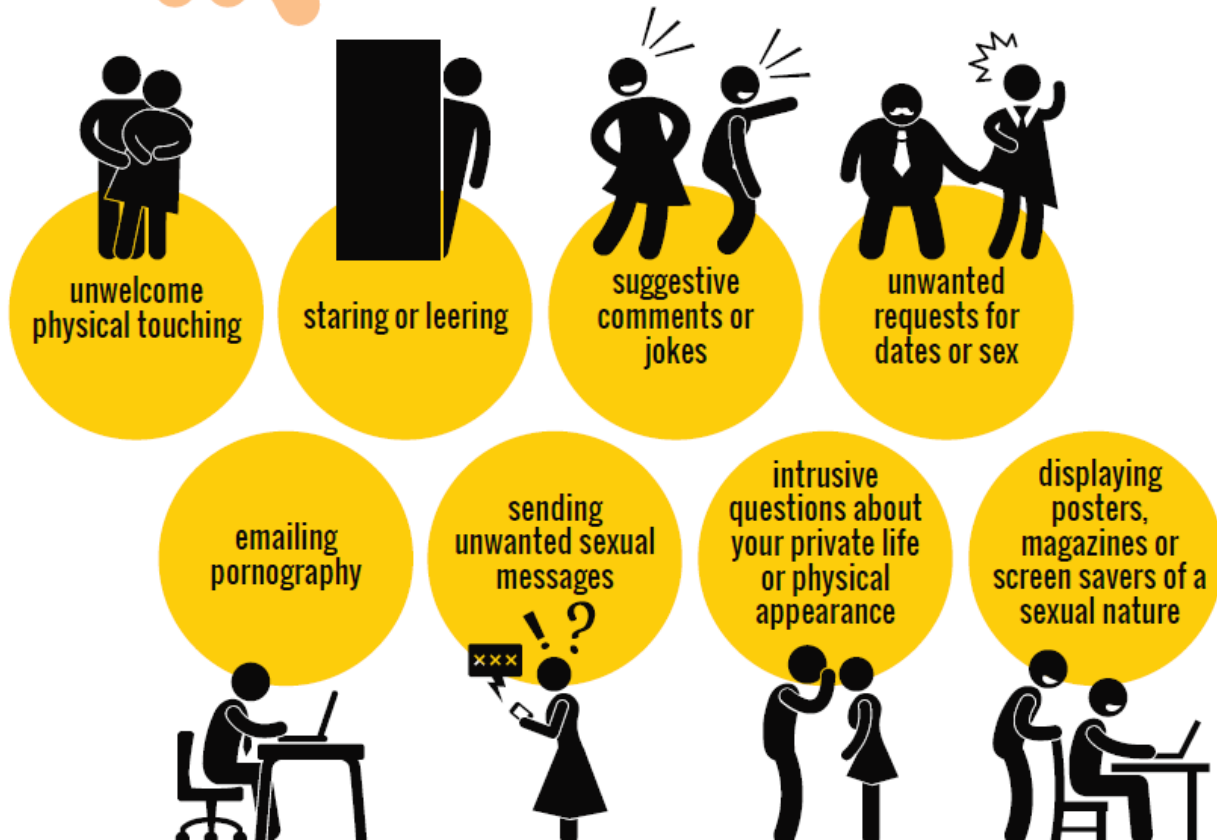 unwelcome
physical touching
staring or leering
suggestive
comments or
jokes
unwanted
requests for
dates or sex
emailing
pornography
sending
unwanted sexual
messages
!?
xxx
intrusive
questions about
your private life
or physical
appearance
displaying
posters,
magazines or
screen savers of a
sexual nature